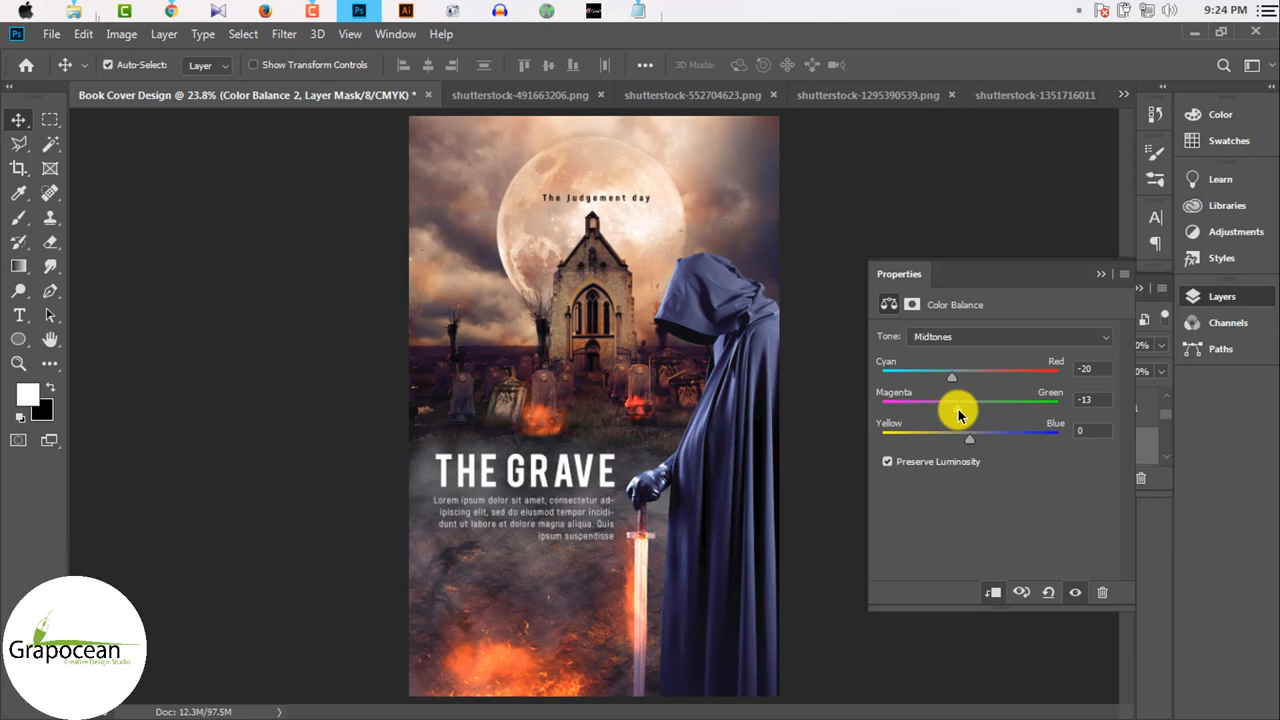 9:24 PM
File Edit Image Layer Type Select Filter 3D View Window Help
Auto-Select: Layer Show Transform Controls 3D Mode:
Book Cover Design @ 23.8% (Color Balance 2, Layer Mask/8/CMYK) * shutterstock-491663206.png shutterstock-552704623.png shutterstock-1295390539.png shutterstock-1351716011
The Judgement day
THE GRAVE
Lorem ipsum dolor sit amet, consectetur ad-
ipiscing elit, sed do eiusmod tempor incidi-
dunt ut labore et dolore magna aliqua. Quis
ipsum suspendisse
Properties
Color Balance
Tone: Midtones
Cyan Red -20
Magenta Green -13
Yellow Blue 0
Preserve Luminosity
Color
Swatches
Learn
Libraries
Adjustments
Styles
Layers
Channels
Paths
Grapocean
Creative Design Studio
Doc: 12.3M/97.5M